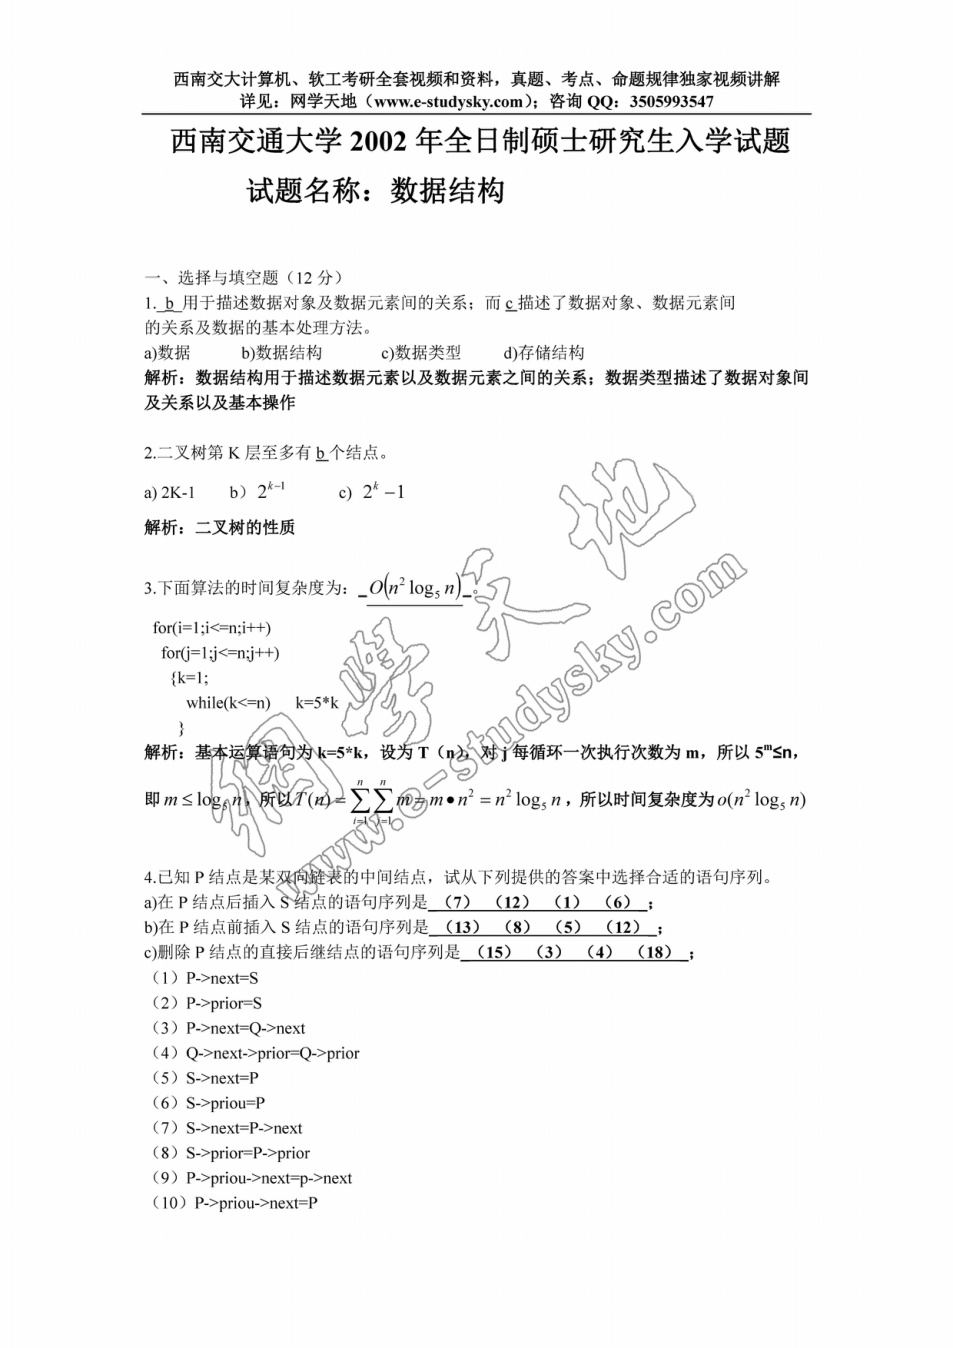 西南交大计算机、软工考研全套视频和资料，真题、考点、命题规律独家视频讲解
详见：网学天地（www.e-studysky.com）；咨询 QQ：3505993547
西南交通大学 2002 年全日制硕士研究生入学试题
试题名称：数据结构
一、选择与填空题（12 分）
1. b 用于描述数据对象及数据元素间的关系；而 c 描述了数据对象、数据元素间
的关系及数据的基本处理方法。
a)数据 b)数据结构 c)数据类型 d)存储结构
解析：数据结构用于描述数据元素以及数据元素之间的关系；数据类型描述了数据对象间
及关系以及基本操作
2.二叉树第 K 层至多有 b 个结点。
a) 2K-1 b） 2^{k-1} c) 2^k -1
解析：二叉树的性质
3.下面算法的时间复杂度为：_O(n^2 log_5 n)_。
for(i=1;i<=n;i++)
for(j=1;j<=n;j++)
{k=1;
while(k<=n) k=5*k
}
解析：基本运算语句为 k=5*k，设为 T（n），对 j 每循环一次执行次数为 m，所以 5^m≤n，
即 m ≤ log_5 n，所以 T(n) = ∑_{i=1}^{n} ∑_{j=1}^{n} m = m • n^2 = n^2 log_5 n，所以时间复杂度为 o(n^2 log_5 n)
4.已知 P 结点是某双向链表的中间结点，试从下列提供的答案中选择合适的语句序列。
a)在 P 结点后插入 S 结点的语句序列是_（7）（12）（1）（6）_；
b)在 P 结点前插入 S 结点的语句序列是_（13）（8）（5）（12）_；
c)删除 P 结点的直接后继结点的语句序列是_（15）（3）（4）（18）_；
（1）P->next=S
（2）P->prior=S
（3）P->next=Q->next
（4）Q->next->prior=Q->prior
（5）S->next=P
（6）S->priou=P
（7）S->next=P->next
（8）S->prior=P->prior
（9）P->priou->next=p->next
（10）P->priou->next=P
網學天地
www.e-studysky.com